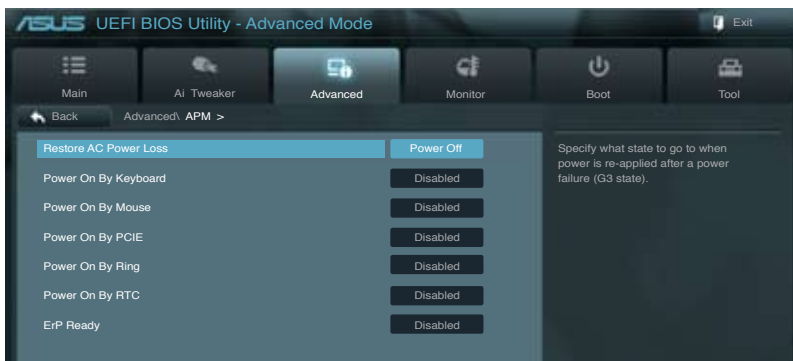 ASUS UEFI BIOS Utility - Advanced Mode
Exit
Main
Ai Tweaker
Advanced
Monitor
Boot
Tool
Back
Advanced\ APM >
Restore AC Power Loss Power Off
Power On By Keyboard Disabled
Power On By Mouse Disabled
Power On By PCIE Disabled
Power On By Ring Disabled
Power On By RTC Disabled
ErP Ready Disabled
Specify what state to go to when
power is re-applied after a power
failure (G3 state).